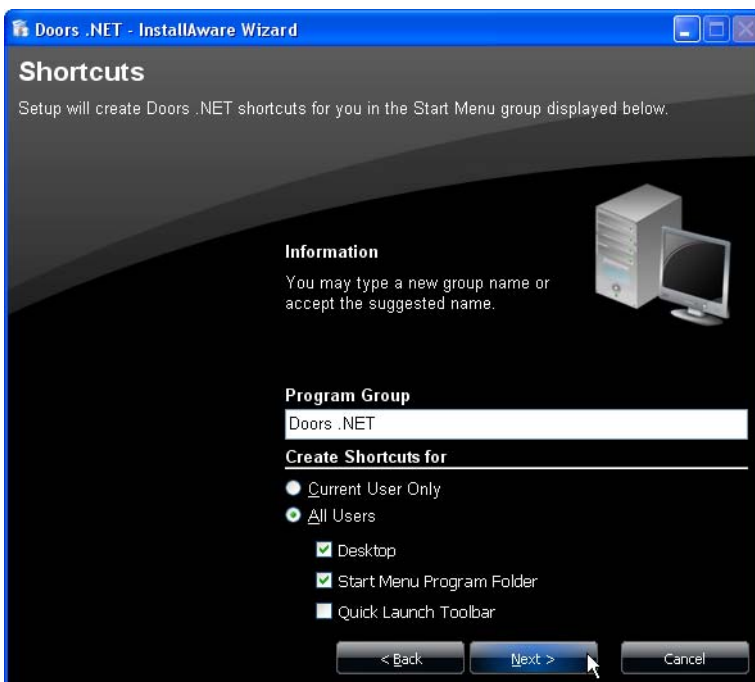 Doors .NET - InstallAware Wizard
Shortcuts
Setup will create Doors .NET shortcuts for you in the Start Menu group displayed below.
Information
You may type a new group name or
accept the suggested name.
Program Group
Doors .NET
Create Shortcuts for
Current User Only
All Users
Desktop
Start Menu Program Folder
Quick Launch Toolbar
< Back
Next >
Cancel